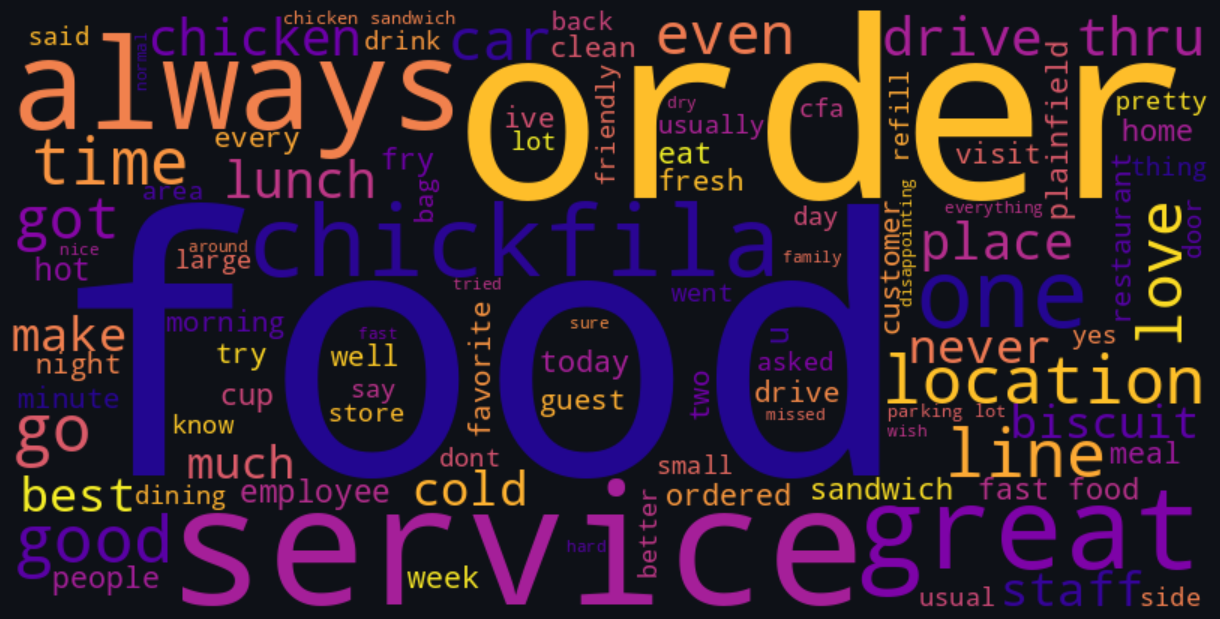 said
normal
chicken
chicken sandwich
drink
car
back
clean
even
drive thru
always
order
ive
lot
friendly
dry
usually
cfa
eat
fresh
refill
visit
plainfield
pretty
home
thing
time
every
area
lunch
fry
bag
got
nice
hot
around
large
chickfila
day
family
customer
disappointing
everything
place
restaurant
love
door
food
tried
went
one
make
night
morning
try
fast
well
say
store
favorite
sure
today
guest
two
u
asked
drive
missed
never
yes
location
minute
cup
know
go
much
dont
small
parking lot
wish
biscuit
line
meal
best
dining
employee
cold
better
ordered
sandwich
fast food
good
people
service
week
hard
great
usual
staff
side